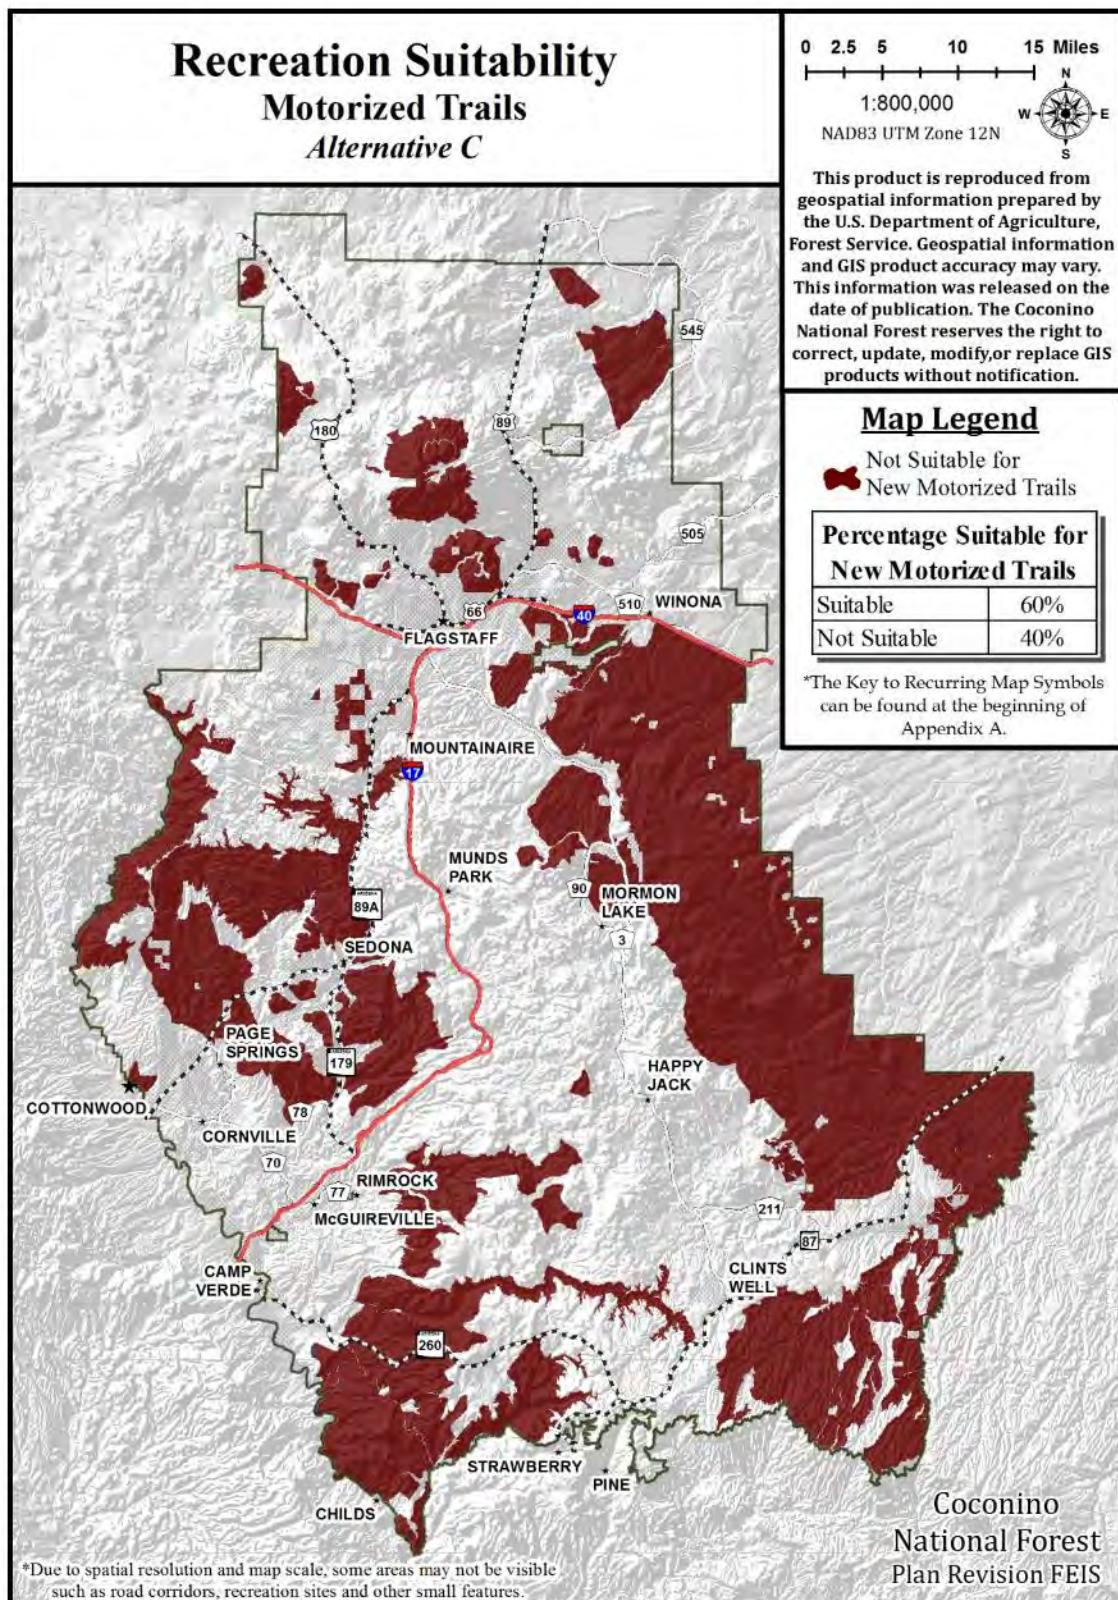 Recreation Suitability
Motorized Trails
Alternative C
0 2.5 5 10 15 Miles
1:800,000
NAD83 UTM Zone 12N
N
W E
S
This product is reproduced from
geospatial information prepared by
the U.S. Department of Agriculture,
Forest Service. Geospatial information
and GIS product accuracy may vary.
This information was released on the
date of publication. The Coconino
National Forest reserves the right to
correct, update, modify,or replace GIS
products without notification.
Map Legend
Not Suitable for
New Motorized Trails
Percentage Suitable for
New Motorized Trails
Suitable 60%
Not Suitable 40%
*The Key to Recurring Map Symbols
can be found at the beginning of
Appendix A.
545
89
180
505
66
40
510
WINONA
FLAGSTAFF
MOUNTAINAIRE
17
MUNDS
PARK
90
MORMON
LAKE
89A
3
SEDONA
PAGE
SPRINGS
179
HAPPY
JACK
COTTONWOOD
78
CORNVILLE
70
77
RIMROCK
McGUIREVILLE
211
87
CAMP
VERDE
CLINTS
WELL
260
STRAWBERRY
PINE
CHILDS
Coconino
National Forest
Plan Revision FEIS
*Due to spatial resolution and map scale, some areas may not be visible
such as road corridors, recreation sites and other small features.